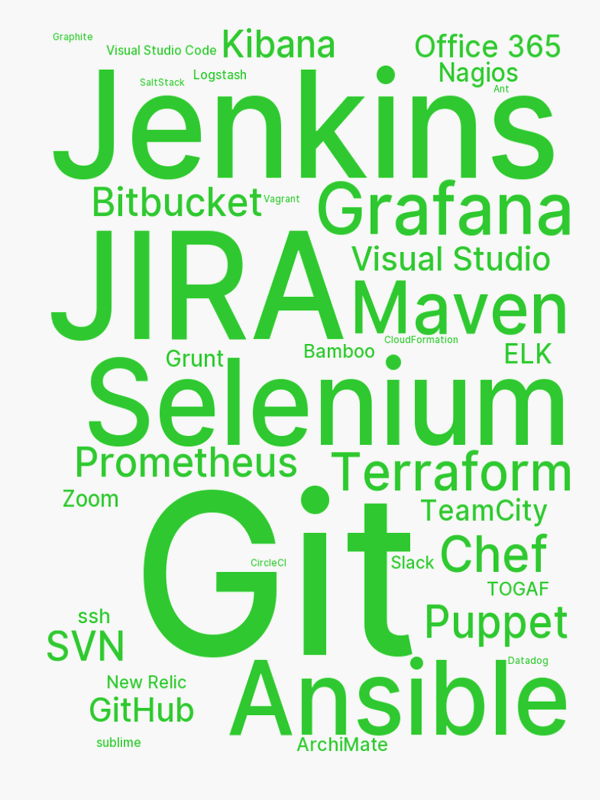 Graphite
Visual Studio Code
Kibana
Office 365
Nagios
SaltStack
Logstash
Ant
Jenkins
Bitbucket
Vagrant
Grafana
JIRA
Visual Studio
Maven
CloudFormation
Grunt
Bamboo
ELK
Selenium
Prometheus
Terraform
Zoom
Git
TeamCity
CircleCI
Slack
Chef
TOGAF
ssh
Puppet
SVN
Datadog
New Relic
Ansible
GitHub
sublime
ArchiMate